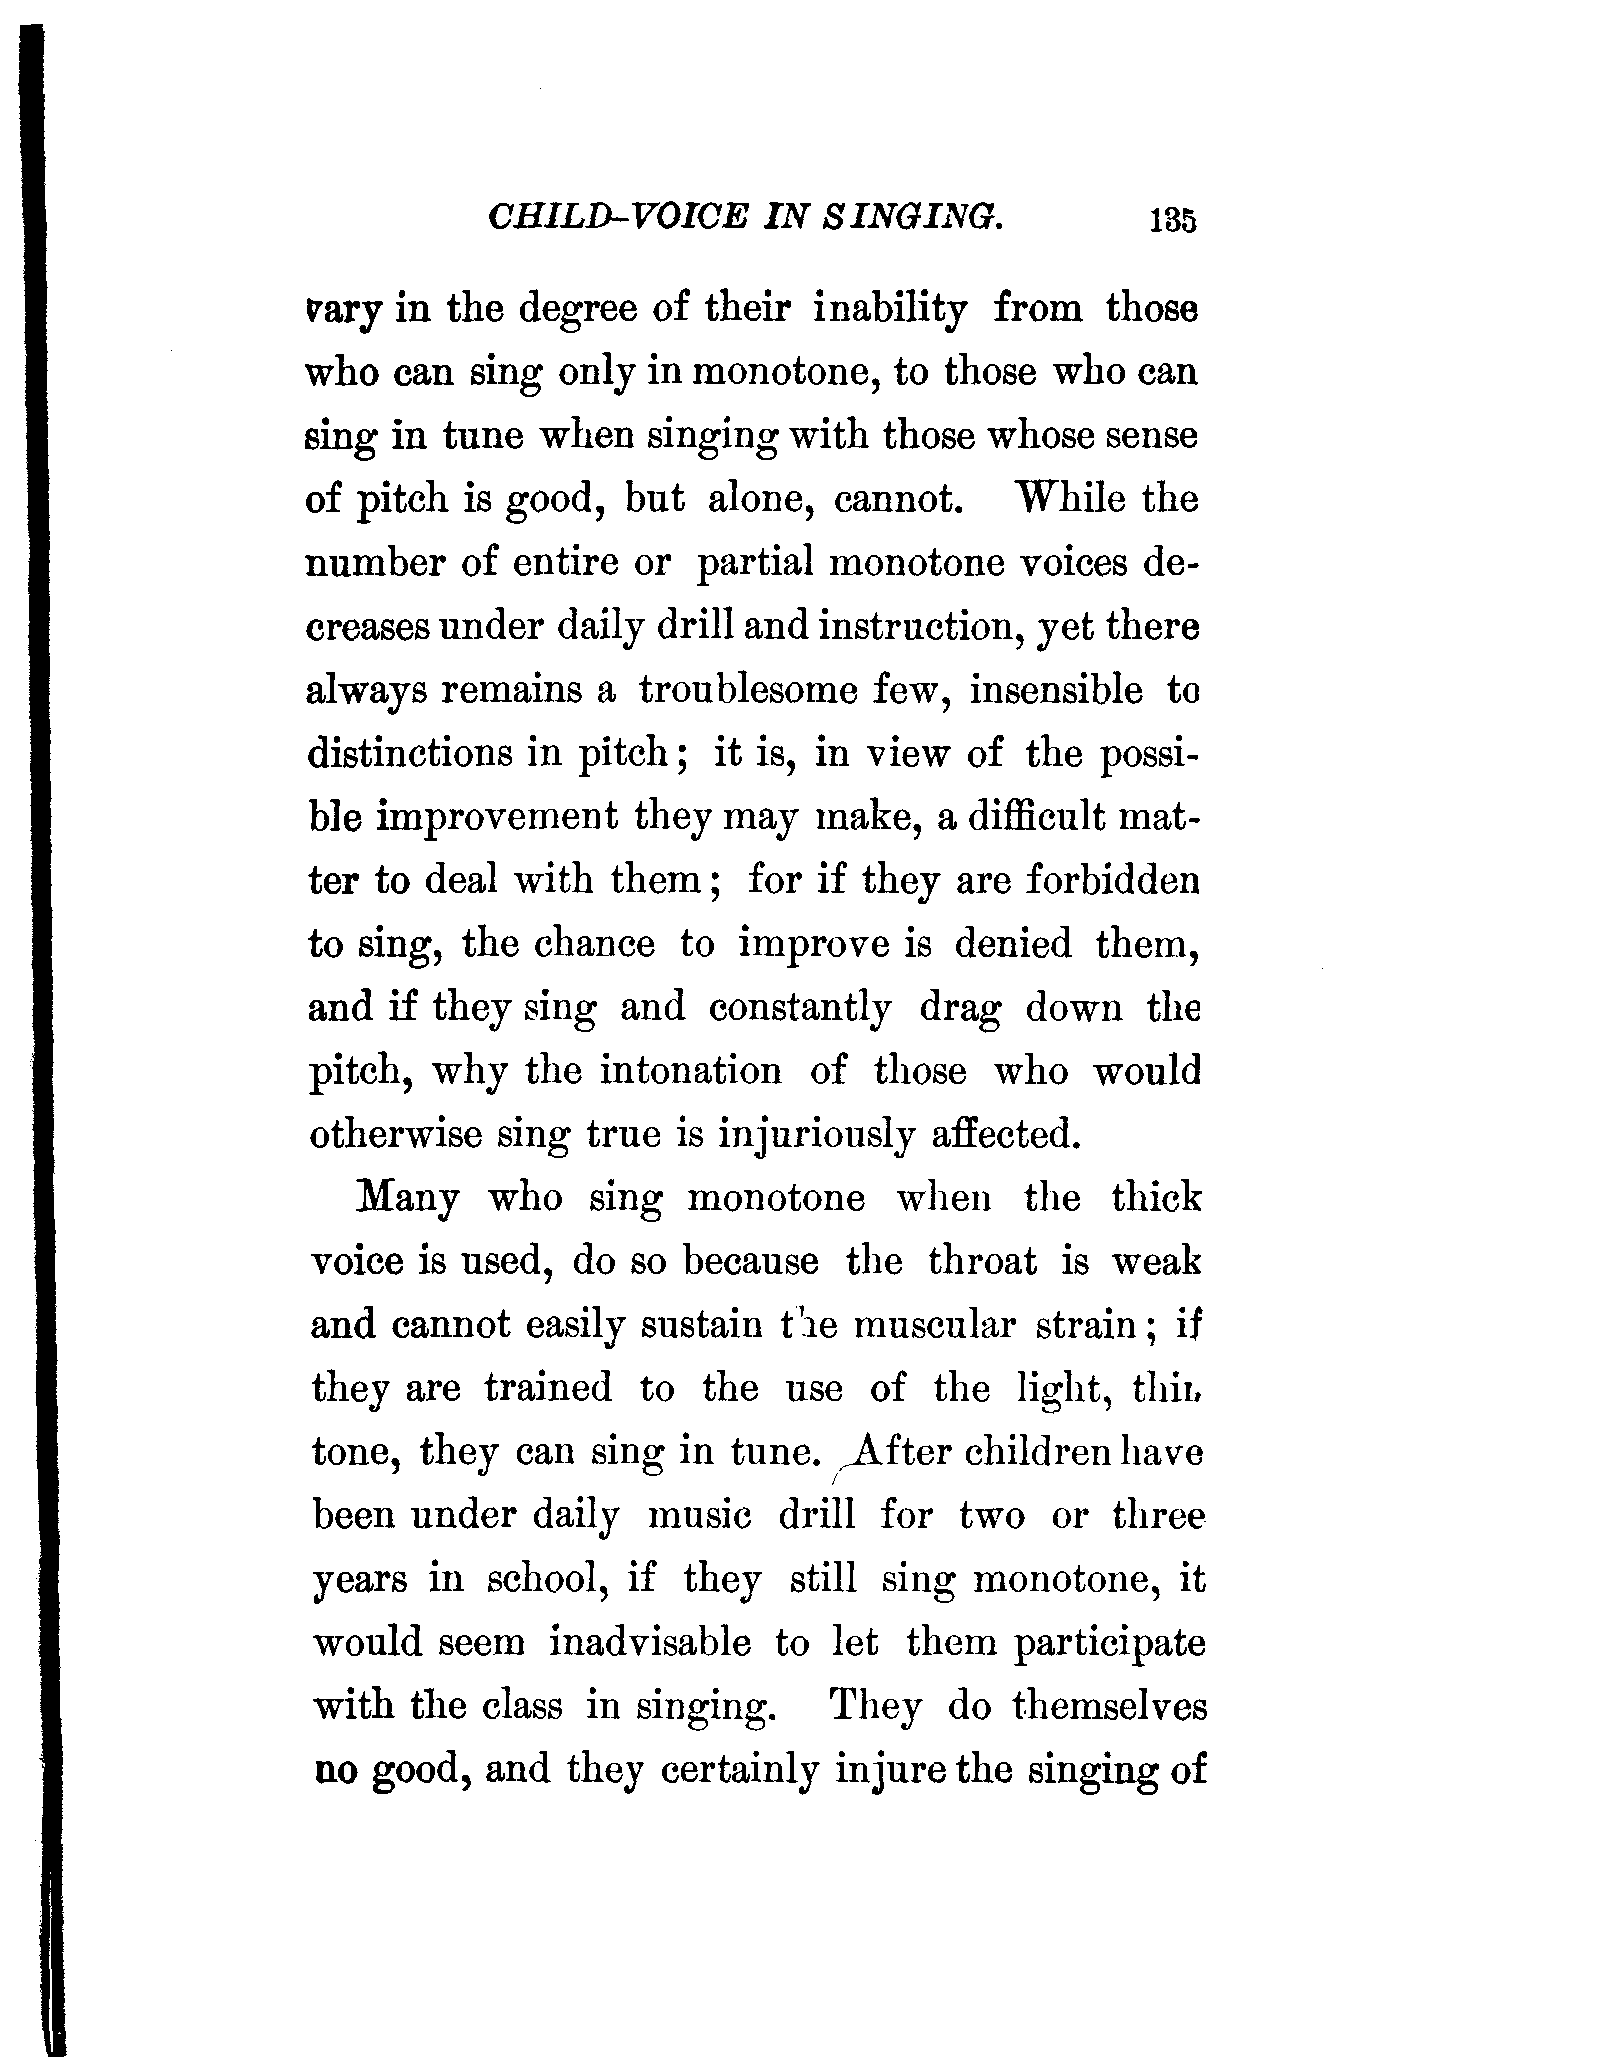 CHILD-VOICE IN SINGING. 135
vary in the degree of their inability from those
who can sing only in monotone, to those who can
sing in tune when singing with those whose sense
of pitch is good, but alone, cannot. While the
number of entire or partial monotone voices de-
creases under daily drill and instruction, yet there
always remains a troublesome few, insensible to
distinctions in pitch; it is, in view of the possi-
ble improvement they may make, a difficult mat-
ter to deal with them; for if they are forbidden
to sing, the chance to improve is denied them,
and if they sing and constantly drag down the
pitch, why the intonation of those who would
otherwise sing true is injuriously affected.
Many who sing monotone when the thick
voice is used, do so because the throat is weak
and cannot easily sustain the muscular strain; if
they are trained to the use of the light, thin
tone, they can sing in tune. After children have
been under daily music drill for two or three
years in school, if they still sing monotone, it
would seem inadvisable to let them participate
with the class in singing. They do themselves
no good, and they certainly injure the singing of